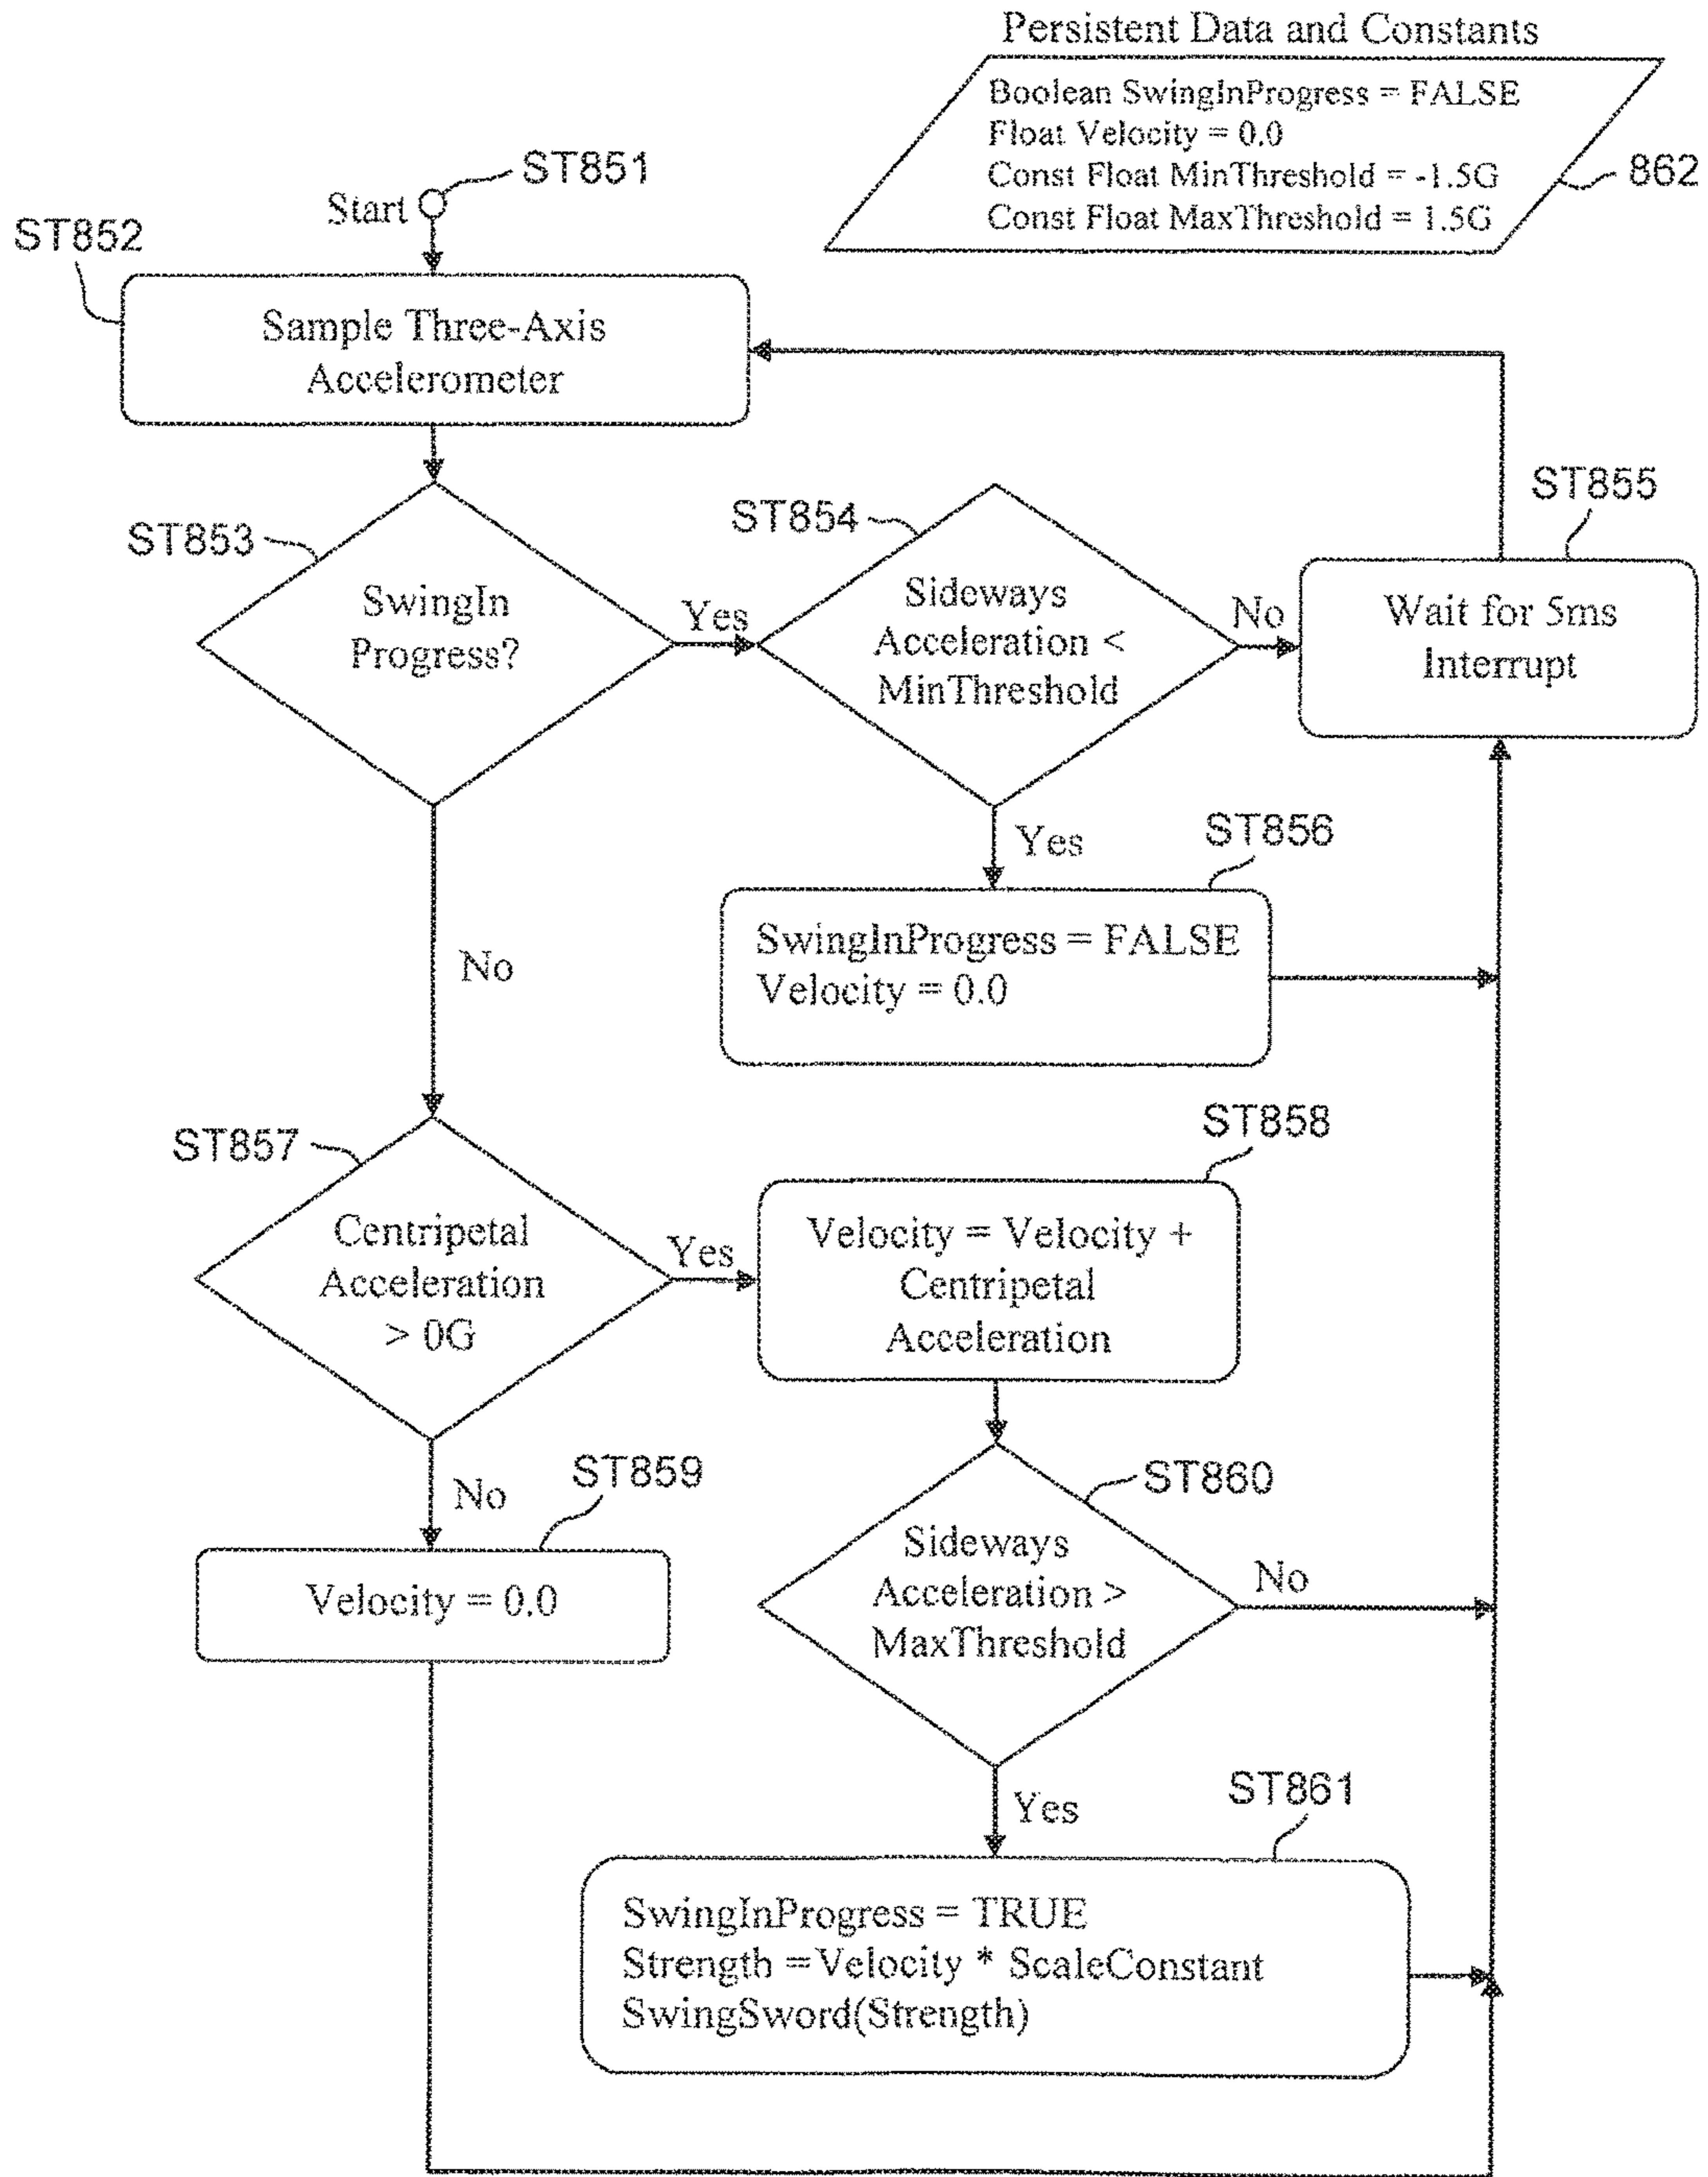 Persistent Data and Constants
Boolean SwingInProgress = FALSE
Float Velocity = 0.0
Const Float MinThreshold = -1.5G
Const Float MaxThreshold = 1.5G
862
ST851
Start
ST852
Sample Three-Axis
Accelerometer
ST853
SwingIn
Progress?
Yes
No
ST854
Sideways
Acceleration <
MinThreshold
No
Yes
ST855
Wait for 5ms
Interrupt
ST856
SwingInProgress = FALSE
Velocity = 0.0
ST857
Centripetal
Acceleration
> 0G
Yes
No
ST858
Velocity = Velocity +
Centripetal
Acceleration
ST859
Velocity = 0.0
ST860
Sideways
Acceleration >
MaxThreshold
No
Yes
ST861
SwingInProgress = TRUE
Strength =Velocity * ScaleConstant
SwingSword(Strength)